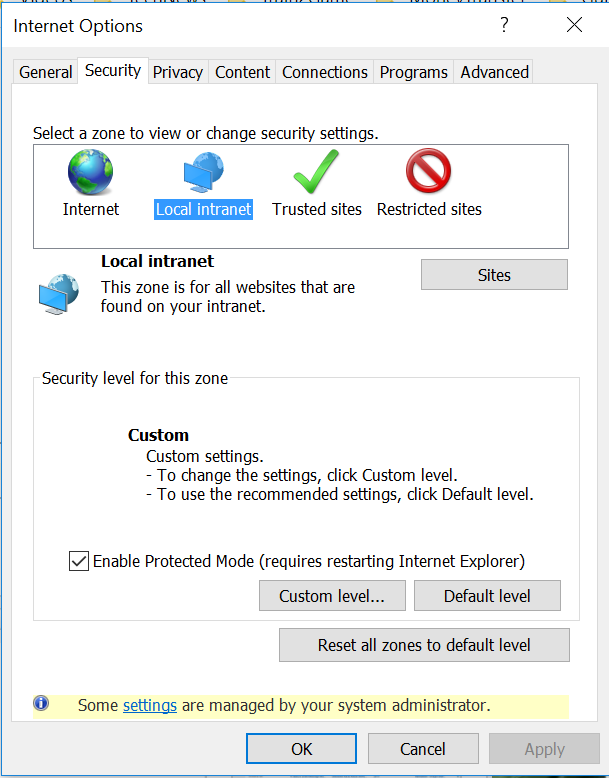 Internet Options
General Security Privacy Content Connections Programs Advanced
Select a zone to view or change security settings.
Internet Local intranet Trusted sites Restricted sites
Local intranet
This zone is for all websites that are
found on your intranet.
Sites
Security level for this zone
Custom
Custom settings.
- To change the settings, click Custom level.
- To use the recommended settings, click Default level.
Enable Protected Mode (requires restarting Internet Explorer)
Custom level... Default level
Reset all zones to default level
Some settings are managed by your system administrator.
OK Cancel Apply